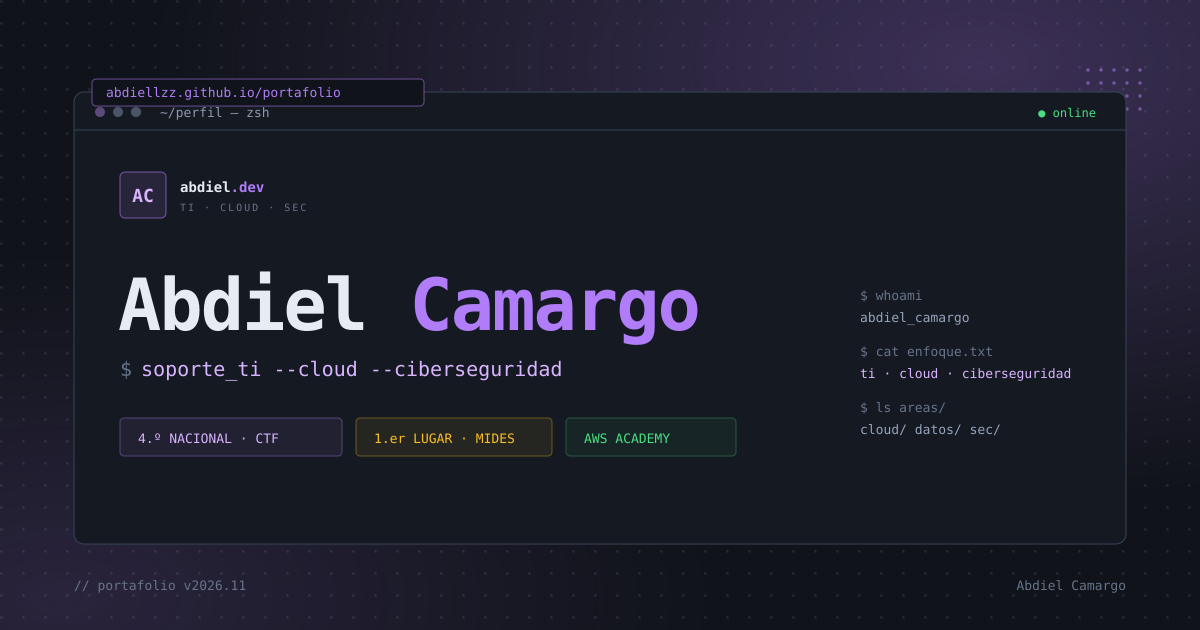 abdiellzz.github.io/portafolio
~/perfil — zsh
● online
AC
abdiel.dev
TI · CLOUD · SEC
Abdiel Camargo
$ soporte_ti --cloud --ciberseguridad
4.º NACIONAL · CTF
1.er LUGAR · MIDES
AWS ACADEMY
$ whoami
abdiel_camargo
$ cat enfoque.txt
ti · cloud · ciberseguridad
$ ls areas/
cloud/ datos/ sec/
// portafolio v2026.11
Abdiel Camargo